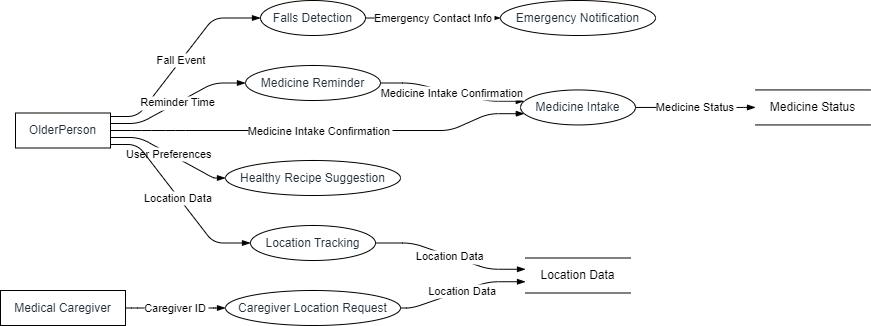 Falls Detection
Emergency Contact Info
Emergency Notification
Fall Event
Medicine Reminder
Medicine Intake Confirmation
Reminder Time
Medicine Intake
Medicine Status
Medicine Status
OlderPerson
Medicine Intake Confirmation
User Preferences
Healthy Recipe Suggestion
Location Data
Location Tracking
Location Data
Location Data
Location Data
Medical Caregiver
Caregiver ID
Caregiver Location Request